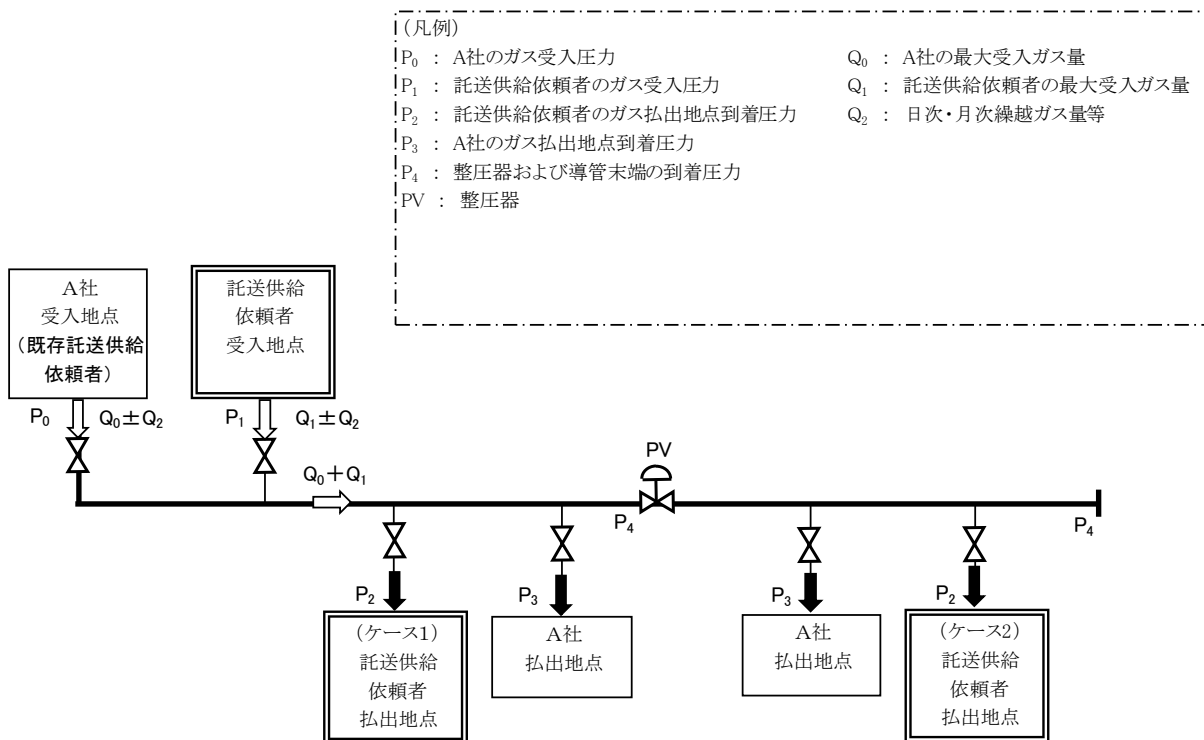 (凡例)
P₀ : A社のガス受入圧力
Q₀ : A社の最大受入ガス量
P₁ : 託送供給依頼者のガス受入圧力
Q₁ : 託送供給依頼者の最大受入ガス量
P₂ : 託送供給依頼者のガス払出地点到着圧力
Q₂ : 日次・月次繰越ガス量等
P₃ : A社のガス払出地点到着圧力
P₄ : 整圧器および導管末端の到着圧力
PV : 整圧器
A社
受入地点
(既存託送供給
依頼者)
託送供給
依頼者
受入地点
P₀
Q₀±Q₂
P₁
Q₁±Q₂
Q₀+Q₁
PV
P₄
P₄
P₂
P₃
P₃
P₂
(ケース1)
託送供給
依頼者
払出地点
A社
払出地点
A社
払出地点
(ケース2)
託送供給
依頼者
払出地点